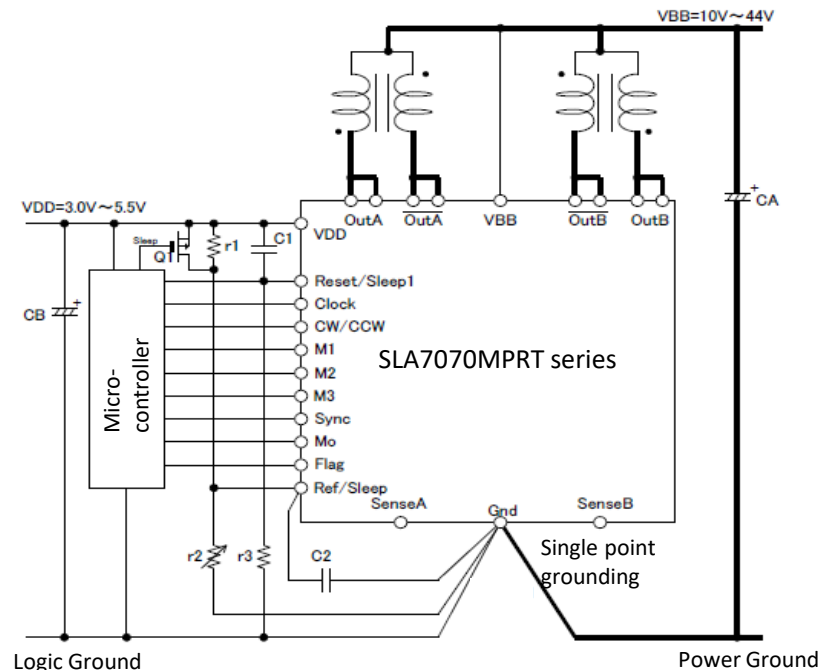 VBB=10V～44V
CA
+
OutA
OutA
VBB
OutB
OutB
VDD=3.0V～5.5V
VDD
Sleep
Q1
r1
C1
CB
+
Micro-
controller
Reset/Sleep1
Clock
CW/CCW
M1
M2
M3
Sync
Mo
Flag
Ref/Sleep
SLA7070MPRT series
SenseA
Gnd
SenseB
Single point
grounding
r2
r3
C2
Logic Ground
Power Ground